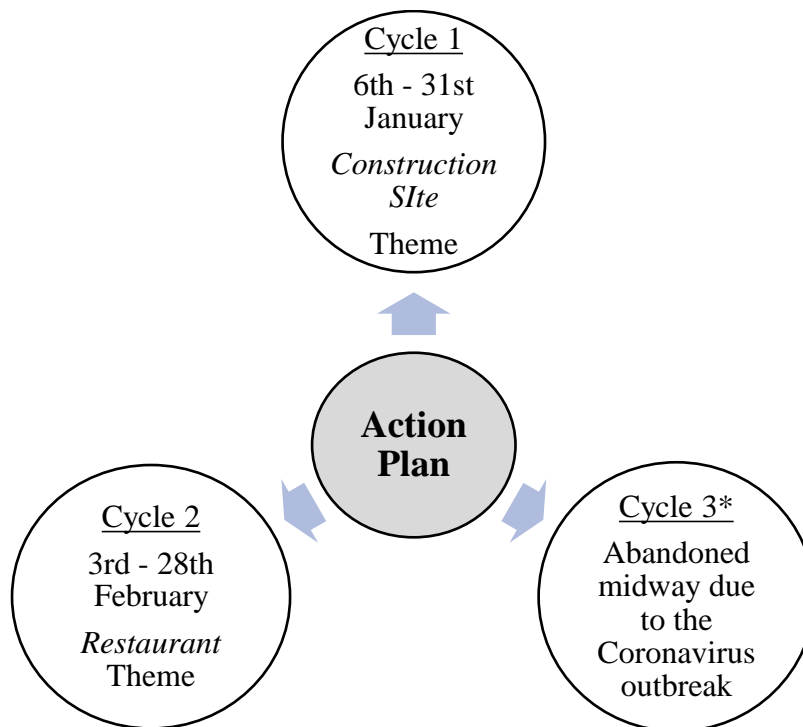 Cycle 1
6th - 31st
January
Construction
SIte
Theme
Action
Plan
Cycle 2
3rd - 28th
February
Restaurant
Theme
Cycle 3*
Abandoned
midway due
to the
Coronavirus
outbreak